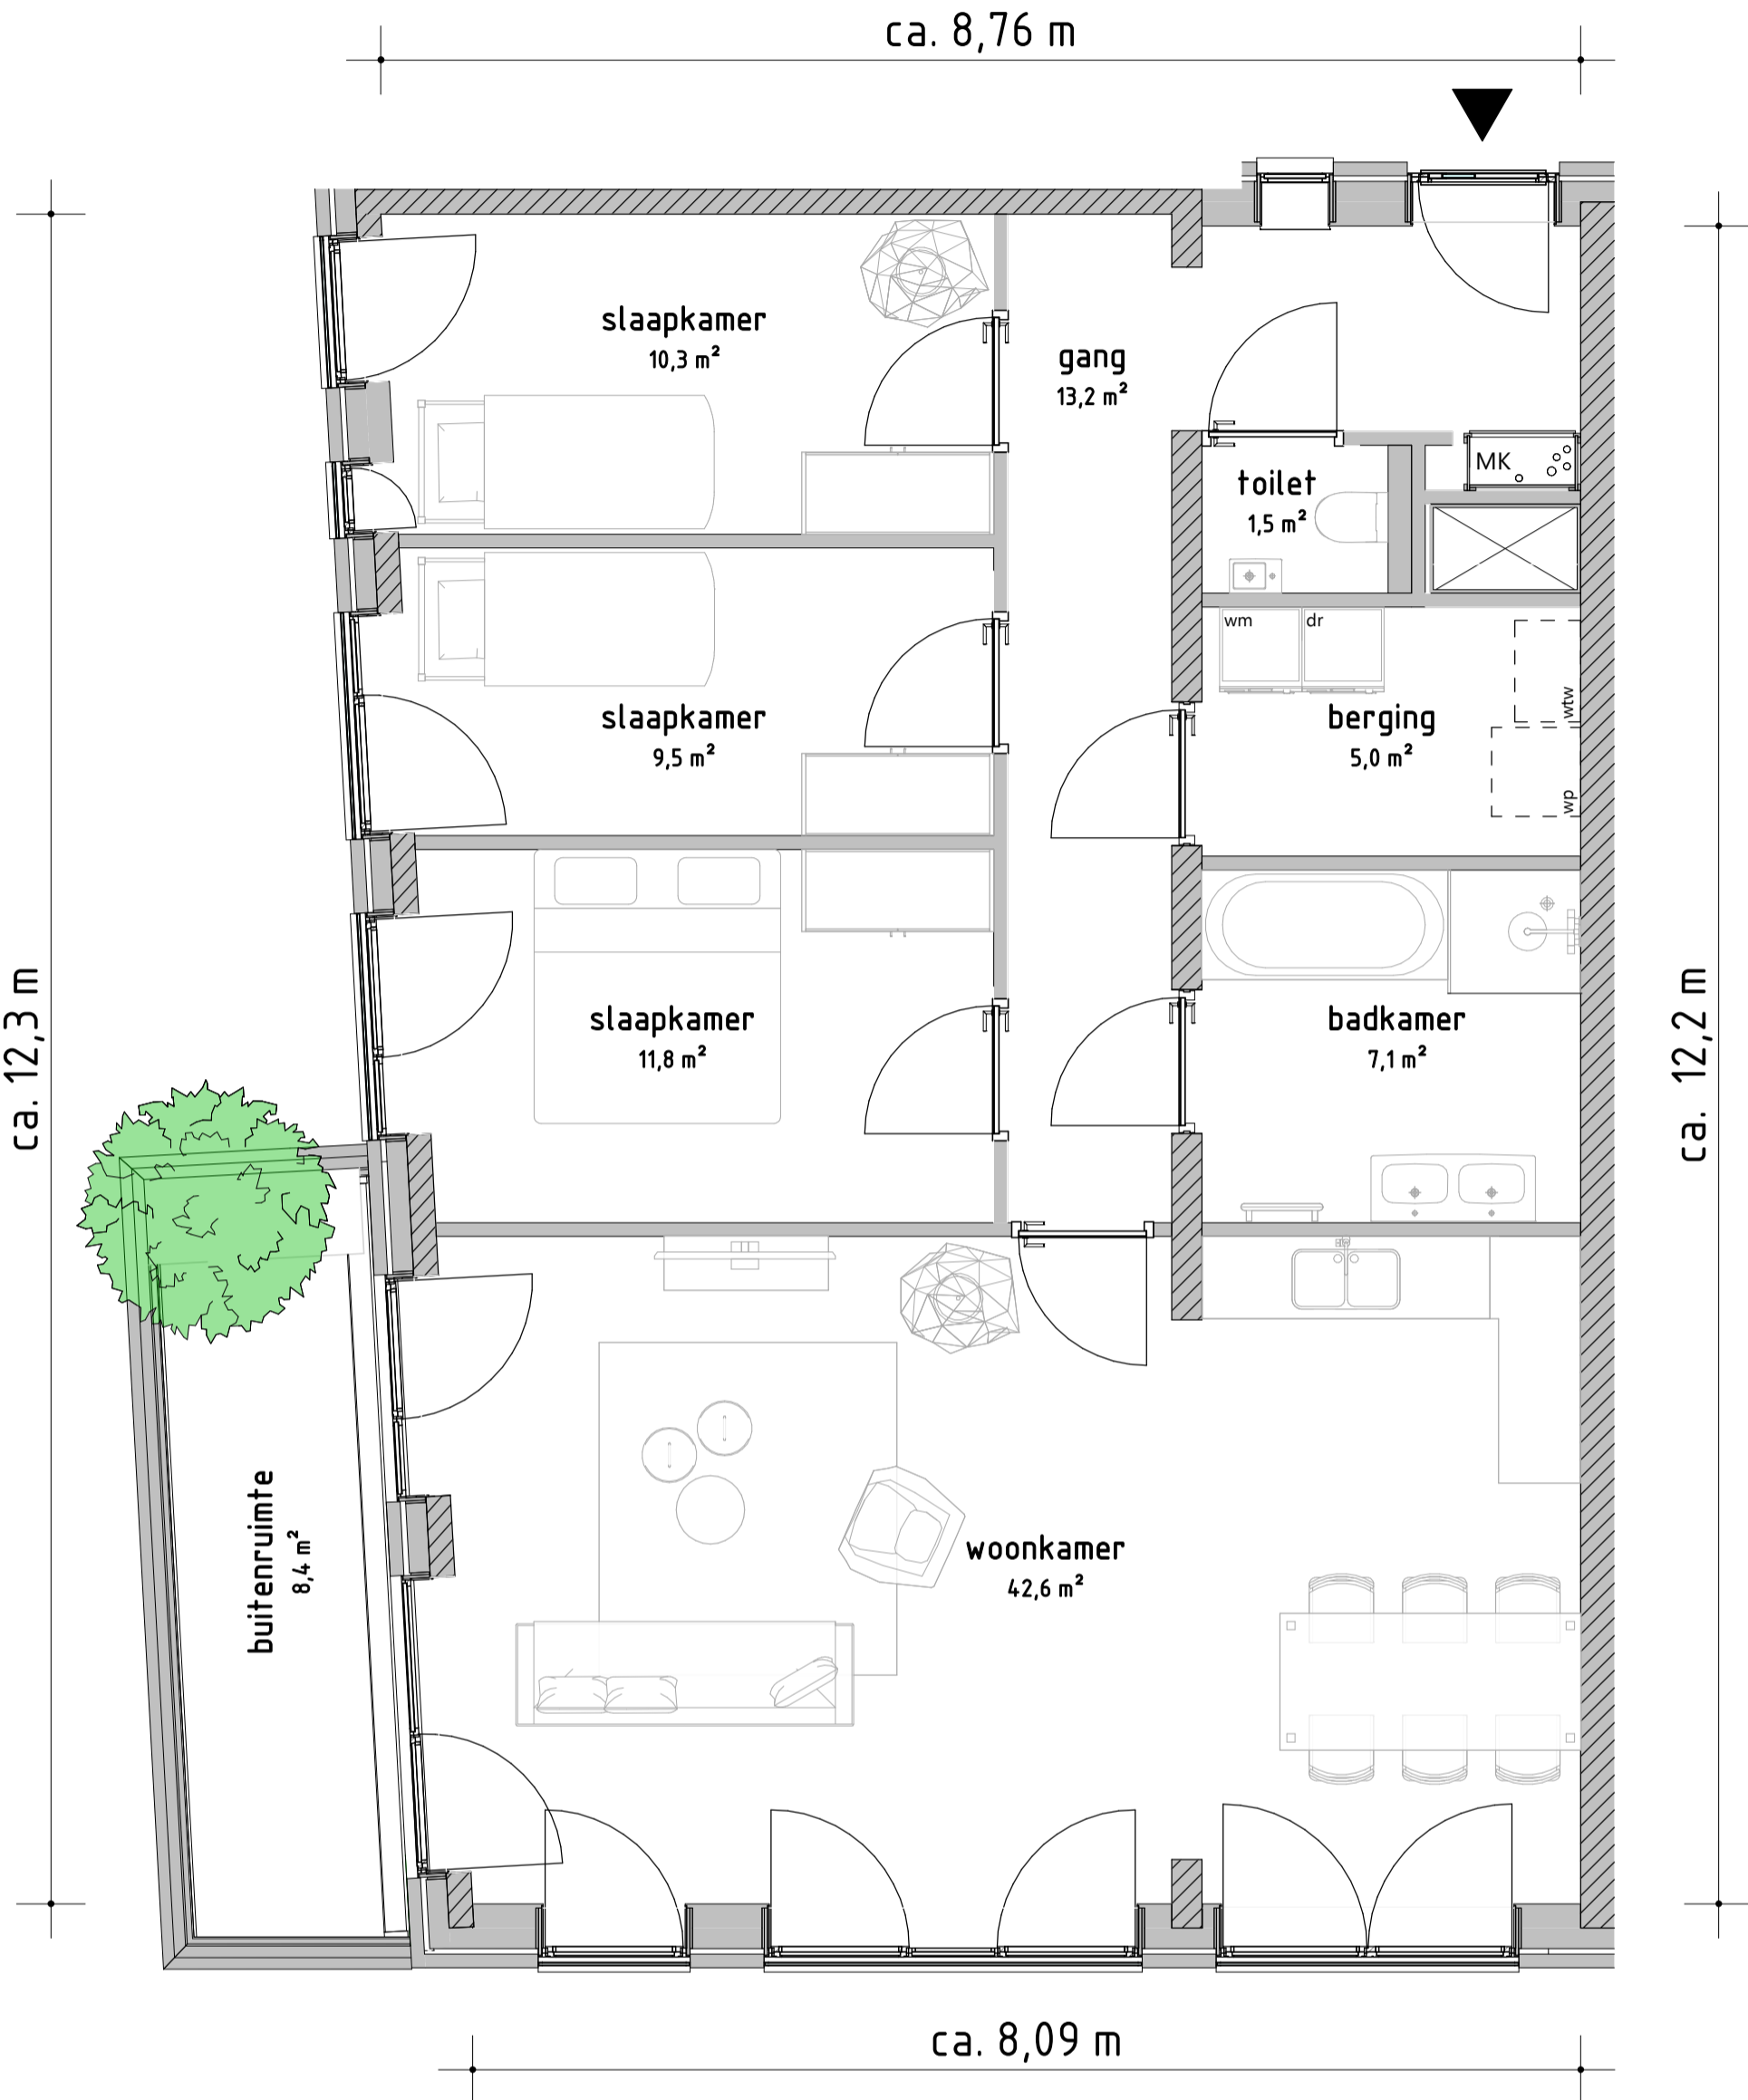 ca. 8,76 m
slaapkamer
10,3 m²
gang
13,2 m²
MK
toilet
1,5 m²
wm
dr
wtw
slaapkamer
9,5 m²
berging
5,0 m²
wp
ca. 12,3 m
slaapkamer
11,8 m²
badkamer
7,1 m²
ca. 12,2 m
buitenruimte
8,4 m²
woonkamer
42,6 m²
ca. 8,09 m